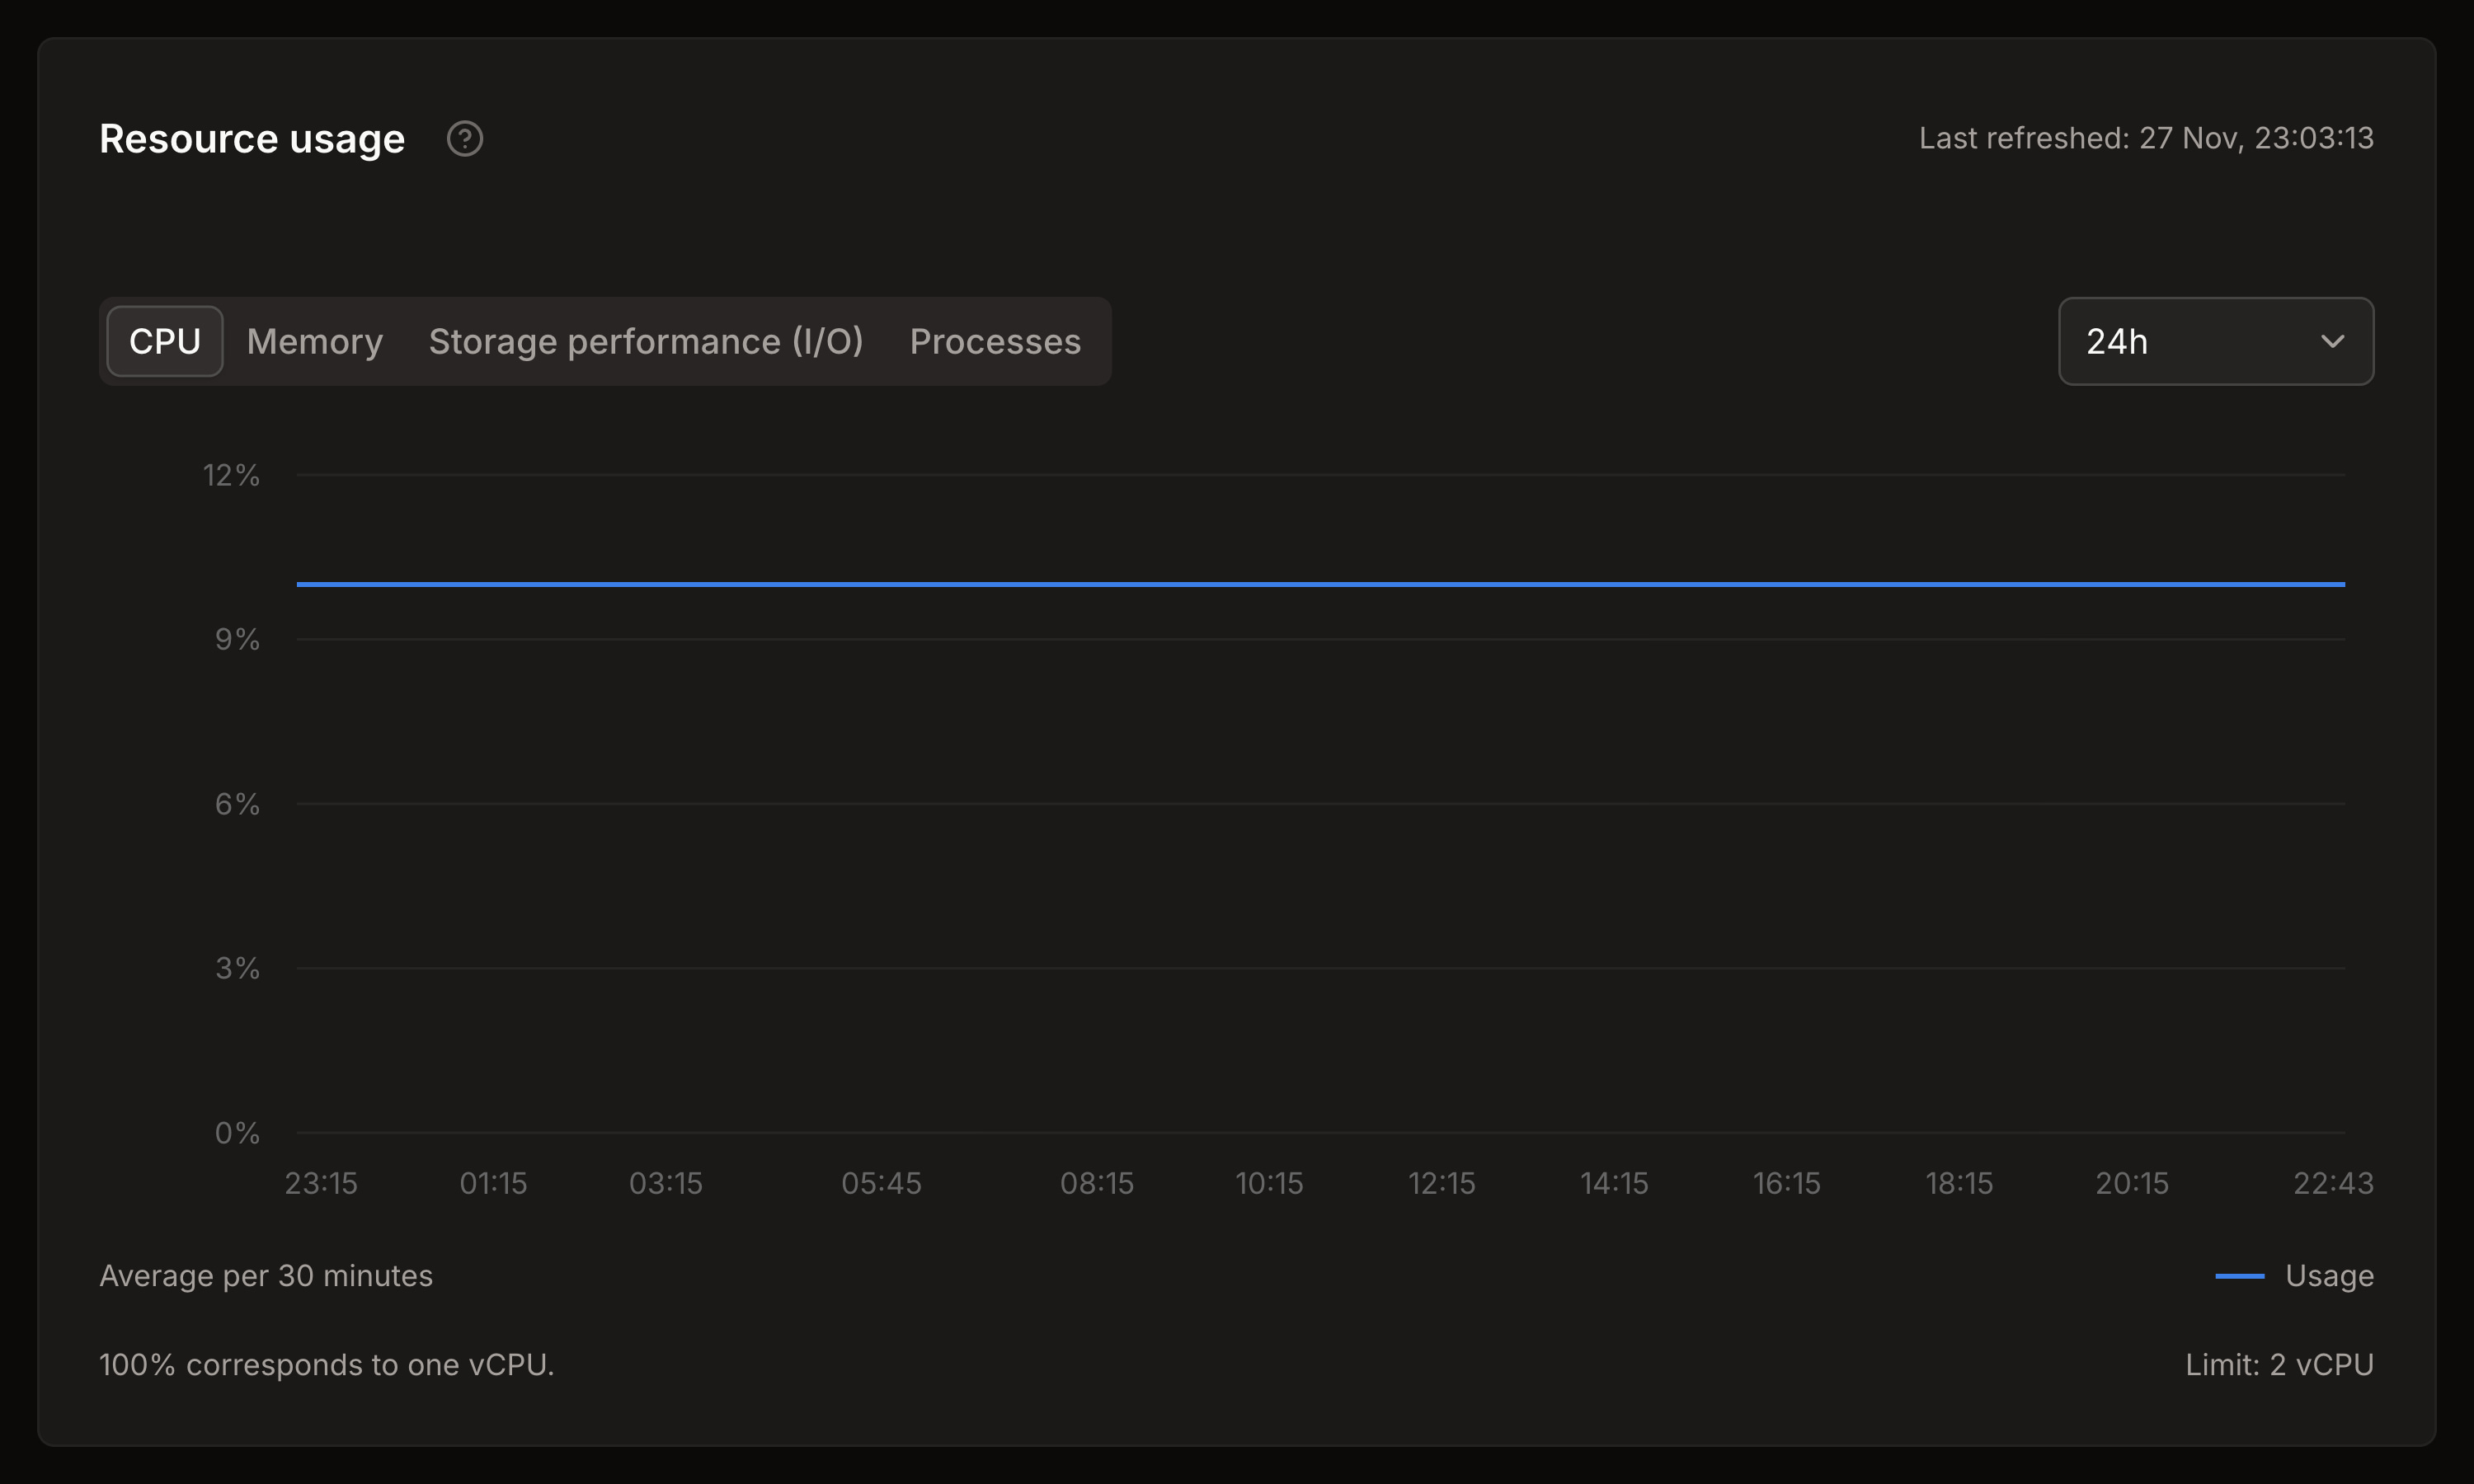 Resource usage
Last refreshed: 27 Nov, 23:03:13
CPU Memory Storage performance (I/O) Processes
24h
12%
9%
6%
3%
0%
23:15 01:15 03:15 05:45 08:15 10:15 12:15 14:15 16:15 18:15 20:15 22:43
Average per 30 minutes
Usage
100% corresponds to one vCPU.
Limit: 2 vCPU